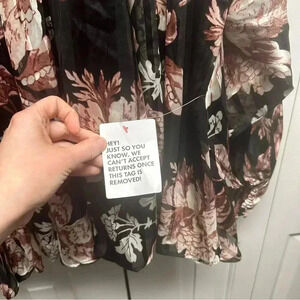 HEY!
JUST SO YOU
KNOW, WE
CAN'T ACCEPT
RETURNS ONCE
THIS TAG IS
REMOVED!